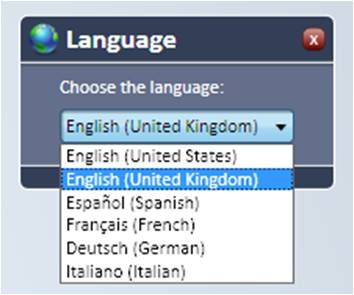 Language
x
Choose the language:
English (United Kingdom)
English (United States)
English (United Kingdom)
Español (Spanish)
Français (French)
Deutsch (German)
Italiano (Italian)